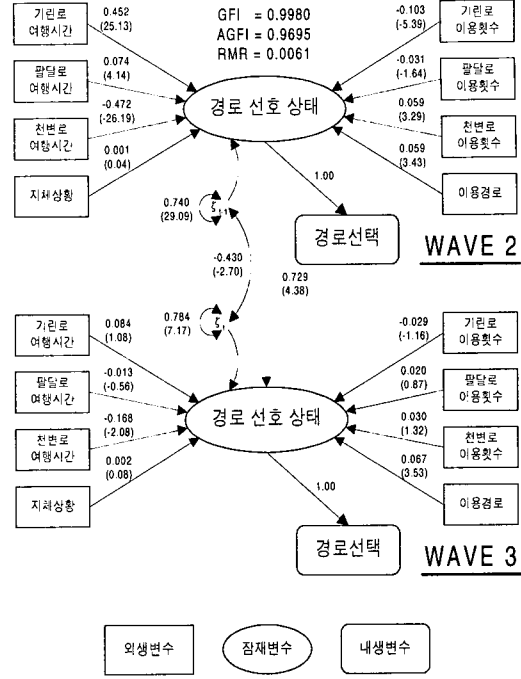 GFI = 0.9980
AGFI = 0.9695
RMR = 0.0061
기린로
여행시간
0.452
(25.13)
팔달로
여행시간
0.074
(4.14)
천변로
여행시간
-0.472
(-26.19)
지체상황
0.001
(0.04)
경로 선호 상태
-0.103
(-5.39)
기린로
이용횟수
-0.031
(-1.64)
팔달로
이용횟수
0.059
(3.29)
천변로
이용횟수
0.059
(3.43)
이용경로
1.00
경로선택
WAVE 2
0.740
(29.09)
ζ
-0.430
(-2.70)
0.729
(4.38)
0.784
(7.17)
ζ
기린로
여행시간
0.084
(1.08)
팔달로
여행시간
-0.013
(-0.56)
천변로
여행시간
-0.168
(-2.08)
지체상황
0.002
(0.08)
경로 선호 상태
-0.029
(-1.16)
기린로
이용횟수
0.020
(0.87)
팔달로
이용횟수
0.030
(1.32)
천변로
이용횟수
0.067
(3.53)
이용경로
1.00
경로선택
WAVE 3
외생변수
잠재변수
내생변수